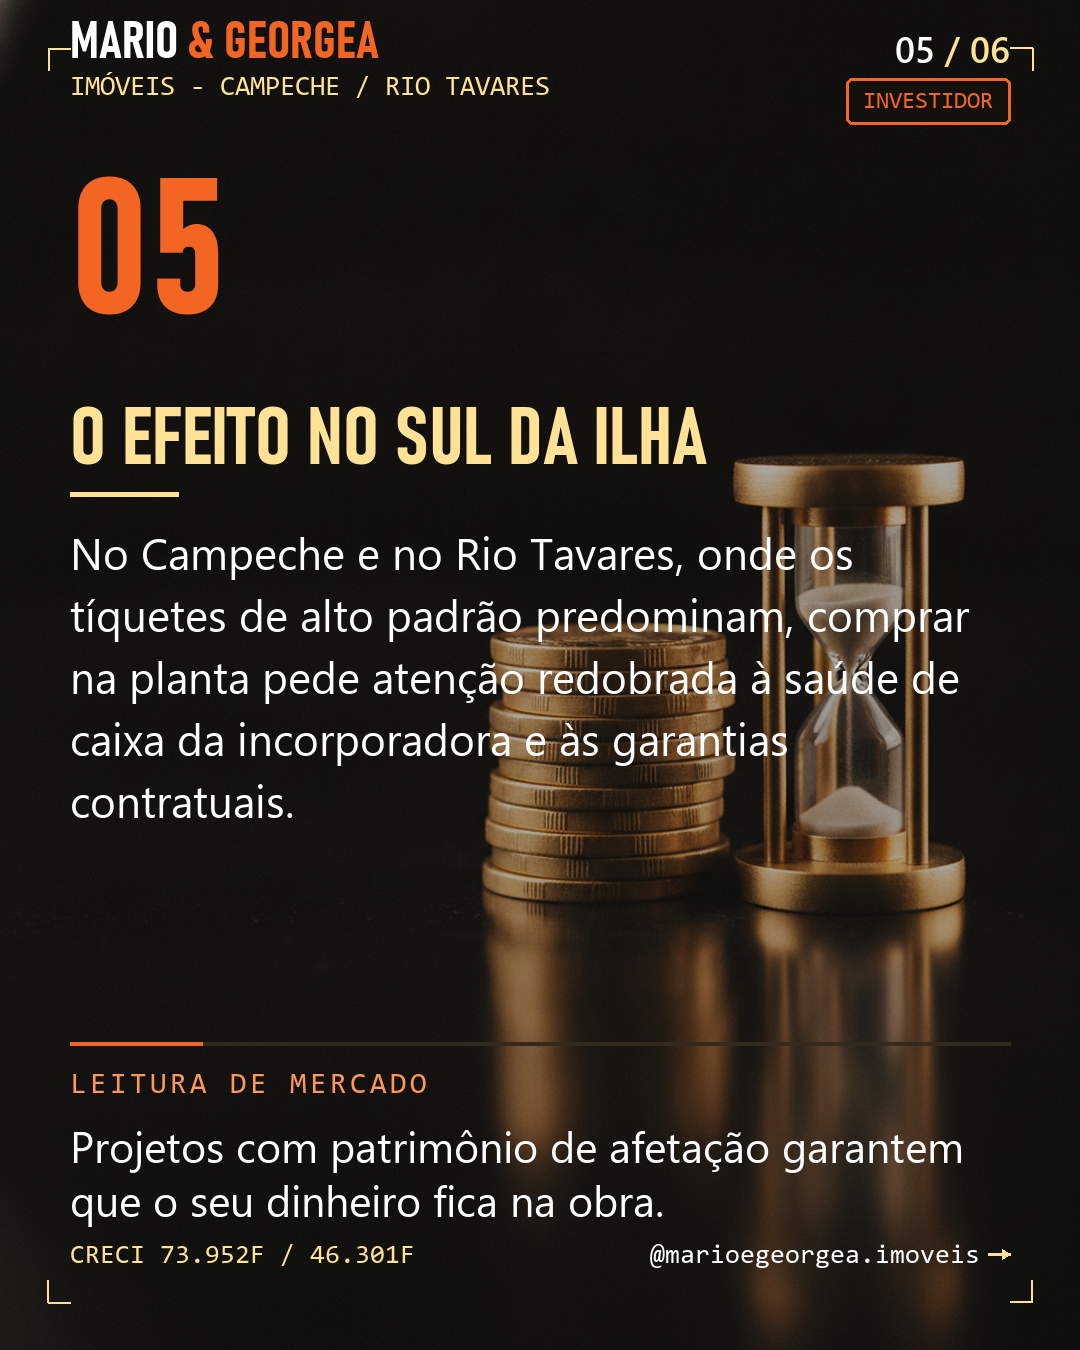 MARIO & GEORGEA
IMÓVEIS - CAMPECHE / RIO TAVARES
05 / 06
INVESTIDOR
05
O EFEITO NO SUL DA ILHA
No Campeche e no Rio Tavares, onde os
tíquetes de alto padrão predominam, comprar
na planta pede atenção redobrada à saúde de
caixa da incorporadora e às garantias
contratuais.
LEITURA DE MERCADO
Projetos com patrimônio de afetação garantem
que o seu dinheiro fica na obra.
CRECI 73.952F / 46.301F
@marioegeorgea.imoveis